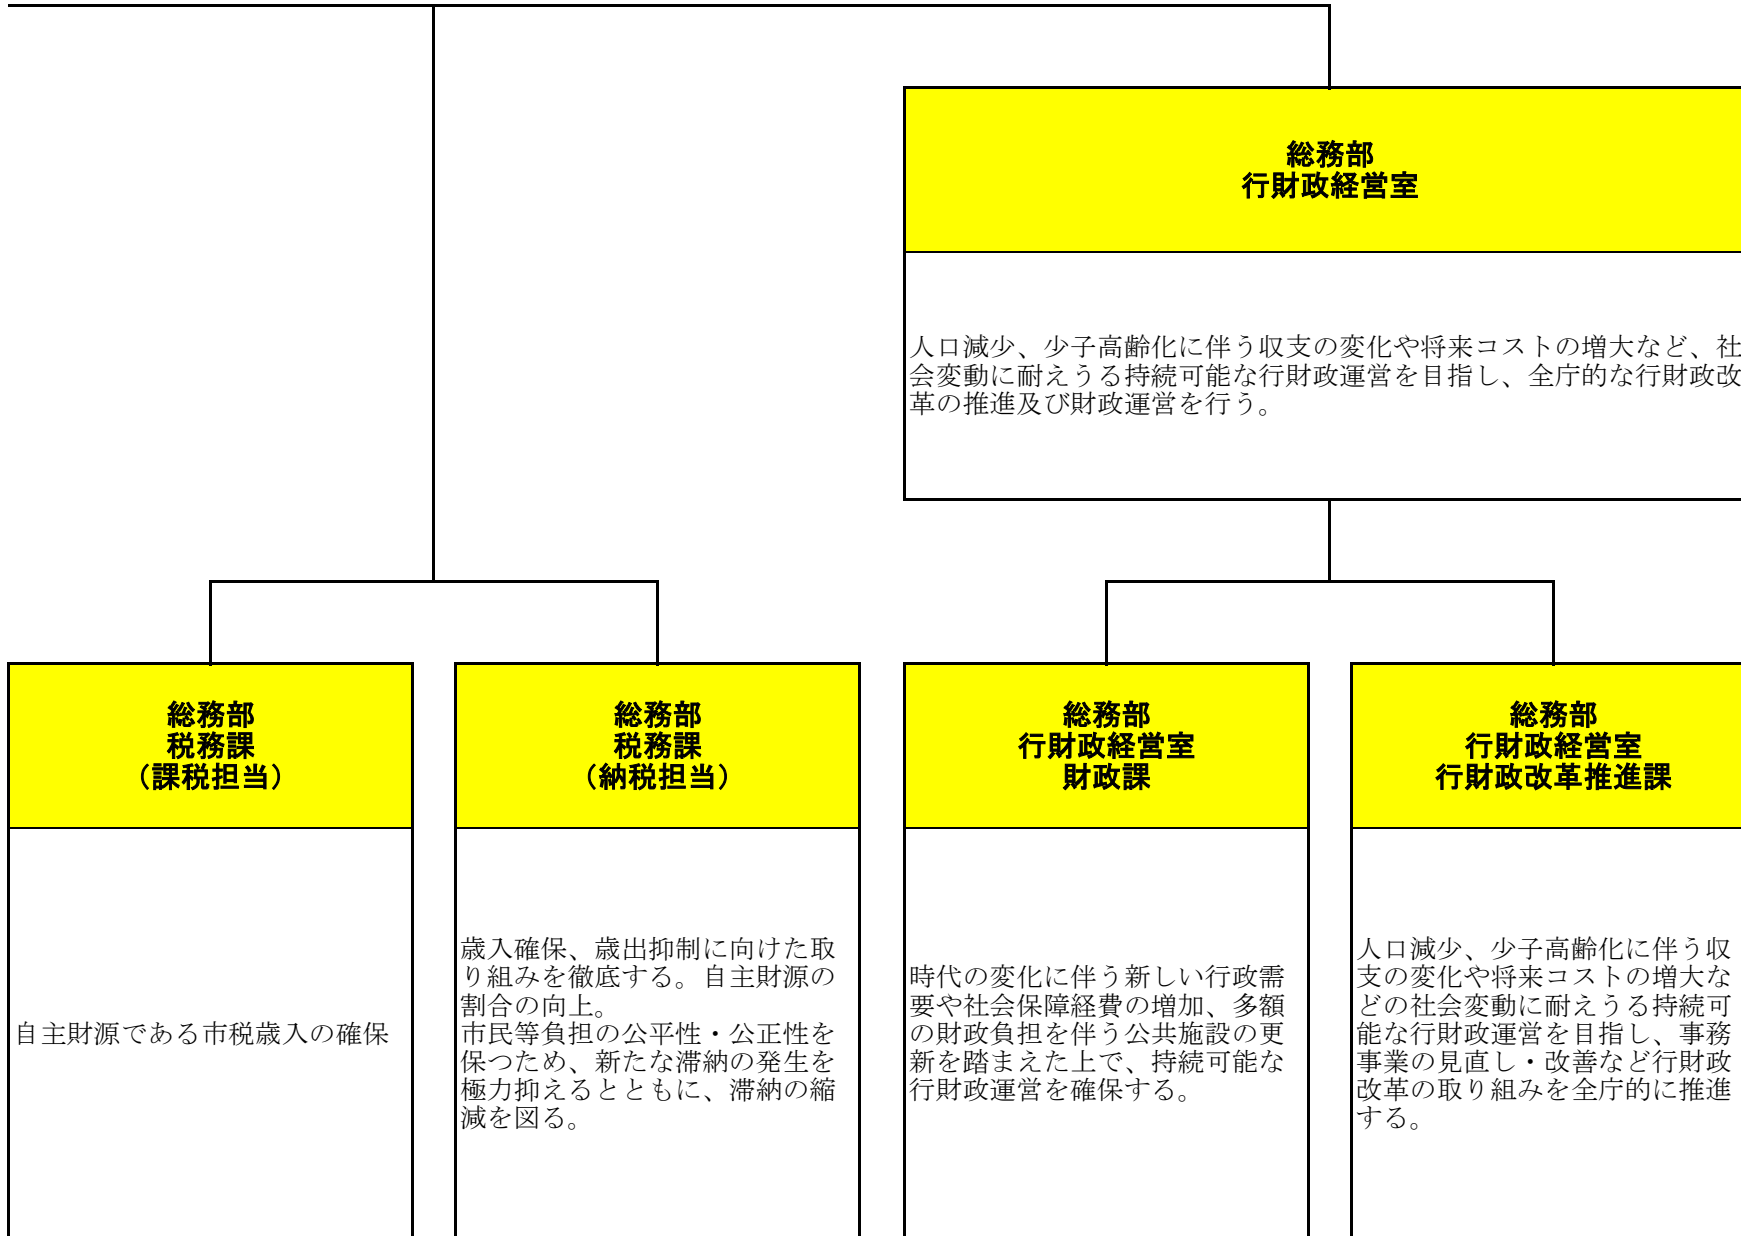 総務部
行財政経営室
人口減少、少子高齢化に伴う収支の変化や将来コストの増大など、社
会変動に耐えうる持続可能な行財政運営を目指し、全庁的な行財政改
革の推進及び財政運営を行う。
総務部
税務課
（課税担当）
自主財源である市税歳入の確保
総務部
税務課
（納税担当）
歳入確保、歳出抑制に向けた取
り組みを徹底する。自主財源の
割合の向上。
市民等負担の公平性・公正性を
保つため、新たな滞納の発生を
極力抑えるとともに、滞納の縮
減を図る。
総務部
行財政経営室
財政課
時代の変化に伴う新しい行政需
要や社会保障経費の増加、多額
の財政負担を伴う公共施設の更
新を踏まえた上で、持続可能な
行財政運営を確保する。
総務部
行財政経営室
行財政改革推進課
人口減少、少子高齢化に伴う収
支の変化や将来コストの増大な
どの社会変動に耐えうる持続可
能な行財政運営を目指し、事務
事業の見直し・改善など行財政
改革の取り組みを全庁的に推進
する。